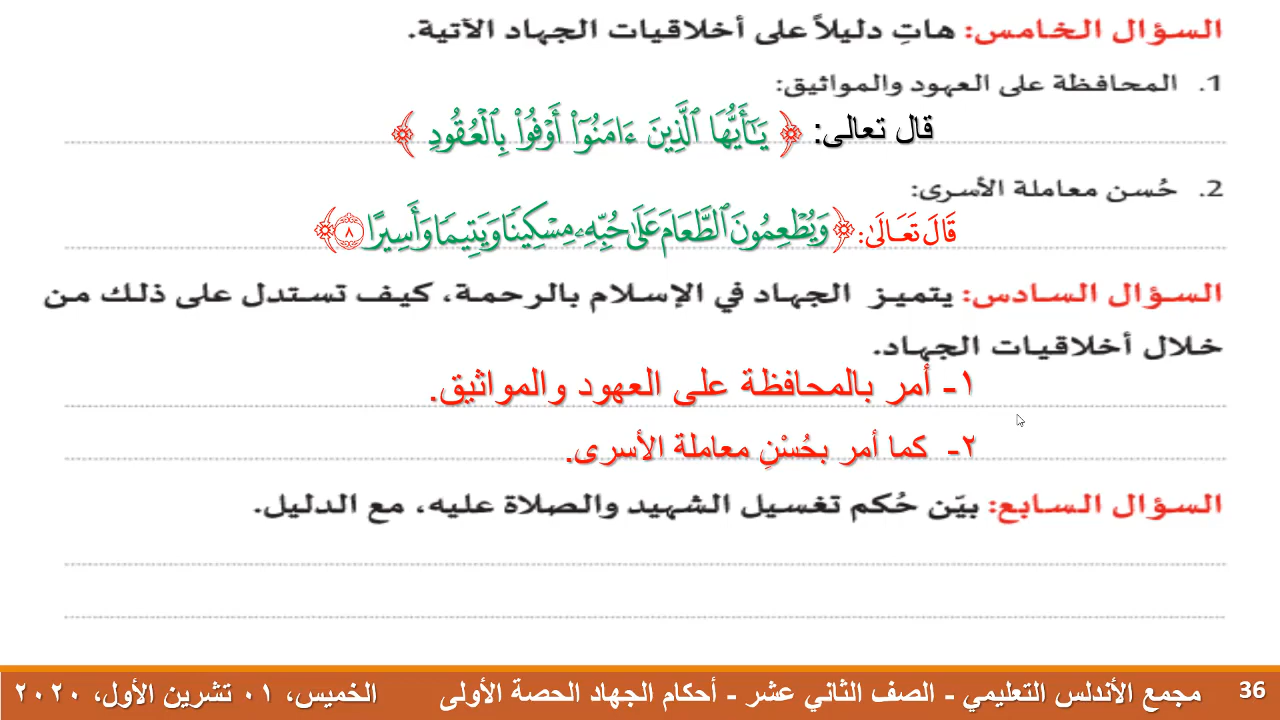 السؤال الخامس: هاتِ دليلاً على أخلاقيات الجهاد الآتية.
1. المحافظة على العهود والمواثيق:
قال تعالى: ﴿ يَٰٓأَيُّهَا ٱلَّذِينَ ءَامَنُوٓا۟ أَوْفُوا۟ بِٱلْعُقُودِ ﴾
2. حُسن معاملة الأسرى:
قَالَ تَعَالَىٰ: ﴿ وَيُطْعِمُونَ ٱلطَّعَامَ عَلَىٰ حُبِّهِۦ مِسْكِينًا وَيَتِيمًا وَأَسِيرًا ٨ ﴾
السؤال السادس: يتميز الجهاد في الإسلام بالرحمة، كيف تستدل على ذلك من
خلال أخلاقيات الجهاد.
١- أمر بالمحافظة على العهود والمواثيق.
٢- كما أمر بحُسْنِ معاملة الأسرى.
السؤال السابع: بيّن حُكم تغسيل الشهيد والصلاة عليه، مع الدليل.
36 مجمع الأندلس التعليمي - الصف الثاني عشر - أحكام الجهاد الحصة الأولى الخميس، ٠١ تشرين الأول، ٢٠٢٠